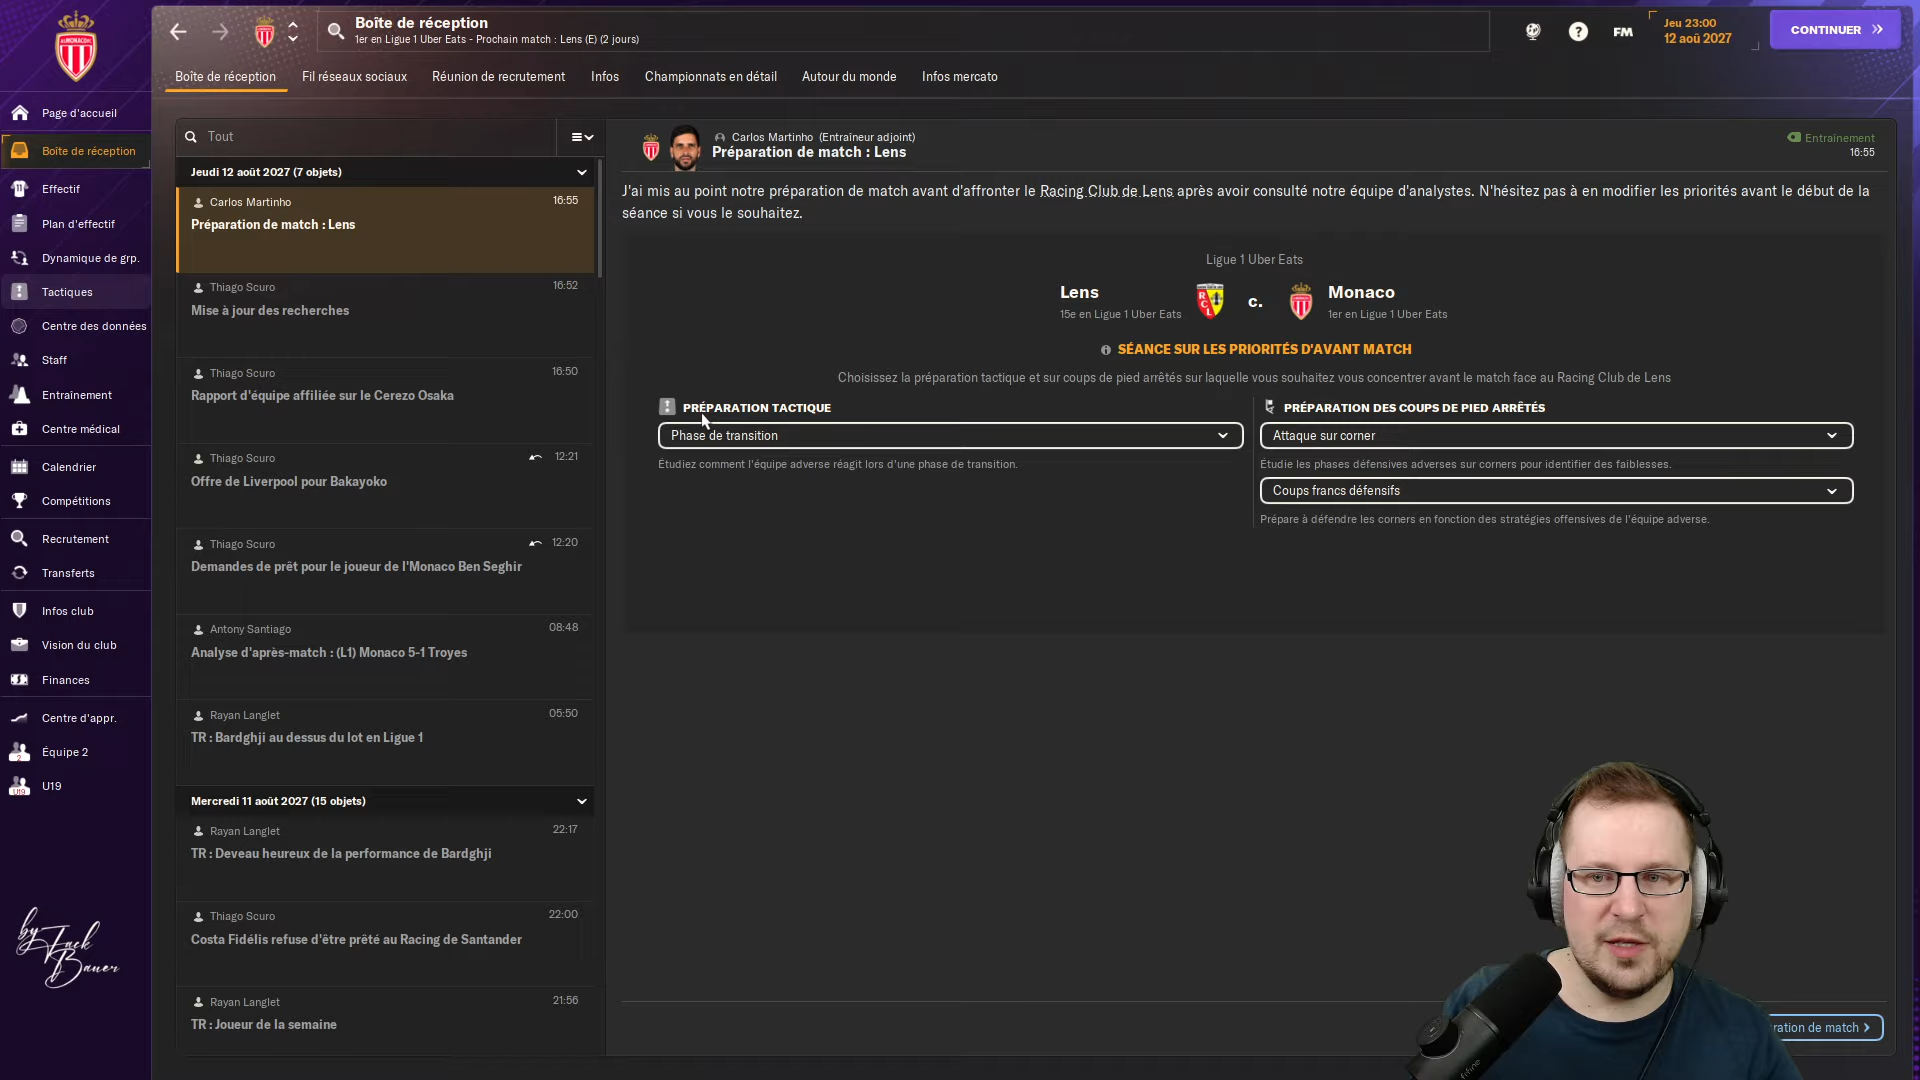 Boîte de réception
1er en Ligue 1 Uber Eats - Prochain match : Lens (E) (2 jours)
FM
Jeu 23:00
12 aoû 2027
CONTINUER
Boîte de réception
Fil réseaux sociaux
Réunion de recrutement
Infos
Championnats en détail
Autour du monde
Infos mercato
Page d'accueil
Boîte de réception
Effectif
Plan d'effectif
Dynamique de grp.
Tactiques
Centre des données
Staff
Entraînement
Centre médical
Calendrier
Compétitions
Recrutement
Transferts
Infos club
Vision du club
Finances
Centre d'appr.
Équipe 2
U19
by Jack
Bauer
Tout
Jeudi 12 août 2027 (7 objets)
Carlos Martinho 16:55
Préparation de match : Lens
Thiago Scuro 16:52
Mise à jour des recherches
Thiago Scuro 16:50
Rapport d'équipe affiliée sur le Cerezo Osaka
Thiago Scuro 12:21
Offre de Liverpool pour Bakayoko
Thiago Scuro 12:20
Demandes de prêt pour le joueur de l'Monaco Ben Seghir
Antony Santiago 08:48
Analyse d'après-match : (L1) Monaco 5-1 Troyes
Rayan Langlet 05:50
TR : Bardghji au dessus du lot en Ligue 1
Mercredi 11 août 2027 (15 objets)
Rayan Langlet 22:17
TR : Deveau heureux de la performance de Bardghji
Thiago Scuro 22:00
Costa Fidélis refuse d'être prêté au Racing de Santander
Rayan Langlet 21:56
TR : Joueur de la semaine
Carlos Martinho (Entraîneur adjoint)
Préparation de match : Lens
Entraînement
16:55
J'ai mis au point notre préparation de match avant d'affronter le Racing Club de Lens après avoir consulté notre équipe d'analystes. N'hésitez pas à en modifier les priorités avant le début de la
séance si vous le souhaitez.
Ligue 1 Uber Eats
Lens c. Monaco
15e en Ligue 1 Uber Eats 1er en Ligue 1 Uber Eats
SÉANCE SUR LES PRIORITÉS D'AVANT MATCH
Choisissez la préparation tactique et sur coups de pied arrêtés sur laquelle vous souhaitez vous concentrer avant le match face au Racing Club de Lens
PRÉPARATION TACTIQUE
Phase de transition
Étudiez comment l'équipe adverse réagit lors d'une phase de transition.
PRÉPARATION DES COUPS DE PIED ARRÊTÉS
Attaque sur corner
Étudie les phases défensives adverses sur corners pour identifier des faiblesses.
Coups francs défensifs
Prépare à défendre les corners en fonction des stratégies offensives de l'équipe adverse.
ration de match
fifine